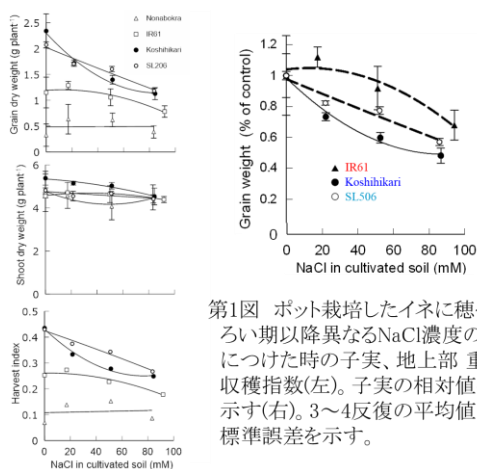 Grain dry weight (g plant⁻¹)
2.5
2
1.5
1
0.5
0
Nonabokra
IR61
Koshihikari
SL206
Shoot dry weight (g plant⁻¹)
6
4
2
0
Harvest index
0.5
0.4
0.3
0.2
0.1
0
0 20 40 60 80 100
NaCl in cultivated soil (mM)
Grain weight (% of control)
1.2
1.0
0.8
0.6
0.4
0.2
0
IR61
Koshihikari
SL506
0 20 40 60 80 100
NaCl in cultivated soil (mM)
第1図 ポット栽培したイネに穂
ろい期以降異なるNaCl濃度の
につけた時の子実、地上部 重
収穫指数(左)。子実の相対値
示す(右)。3〜4反復の平均値
標準誤差を示す。